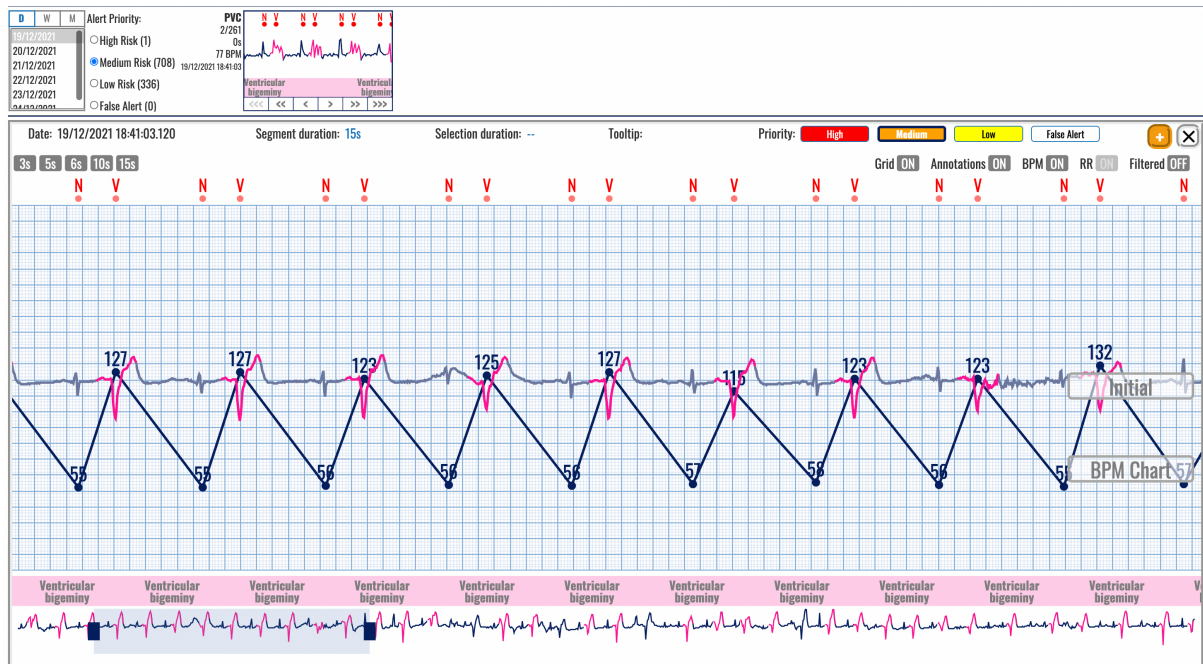 D W M Alert Priority:
19/12/2021
20/12/2021
21/12/2021
22/12/2021
23/12/2021
24/12/2021
High Risk (1)
Medium Risk (708)
Low Risk (336)
False Alert (0)
PVC
2/261
0s
77 BPM
19/12/2021 18:41:03
N V N V N V N V
Ventricular bigeminy
Ventricul bigemin
<<< << < > >> >>>
Date: 19/12/2021 18:41:03.120 Segment duration: 15s Selection duration: -- Tooltip: Priority: High Medium Low False Alert + X
3s 5s 6s 10s 15s Grid ON Annotations ON BPM ON RR ON Filtered OFF
N V N V N V N V N V N V N V N V N V N
127 127 123 125 127 115 123 123 132
Initial
55 55 56 56 56 57 58 56 57
BPM Chart
Ventricular Ventricular Ventricular Ventricular Ventricular Ventricular Ventricular Ventricular Ventricular Ventricular Ventricular V
bigeminy bigeminy bigeminy bigeminy bigeminy bigeminy bigeminy bigeminy bigeminy bigeminy bigeminy